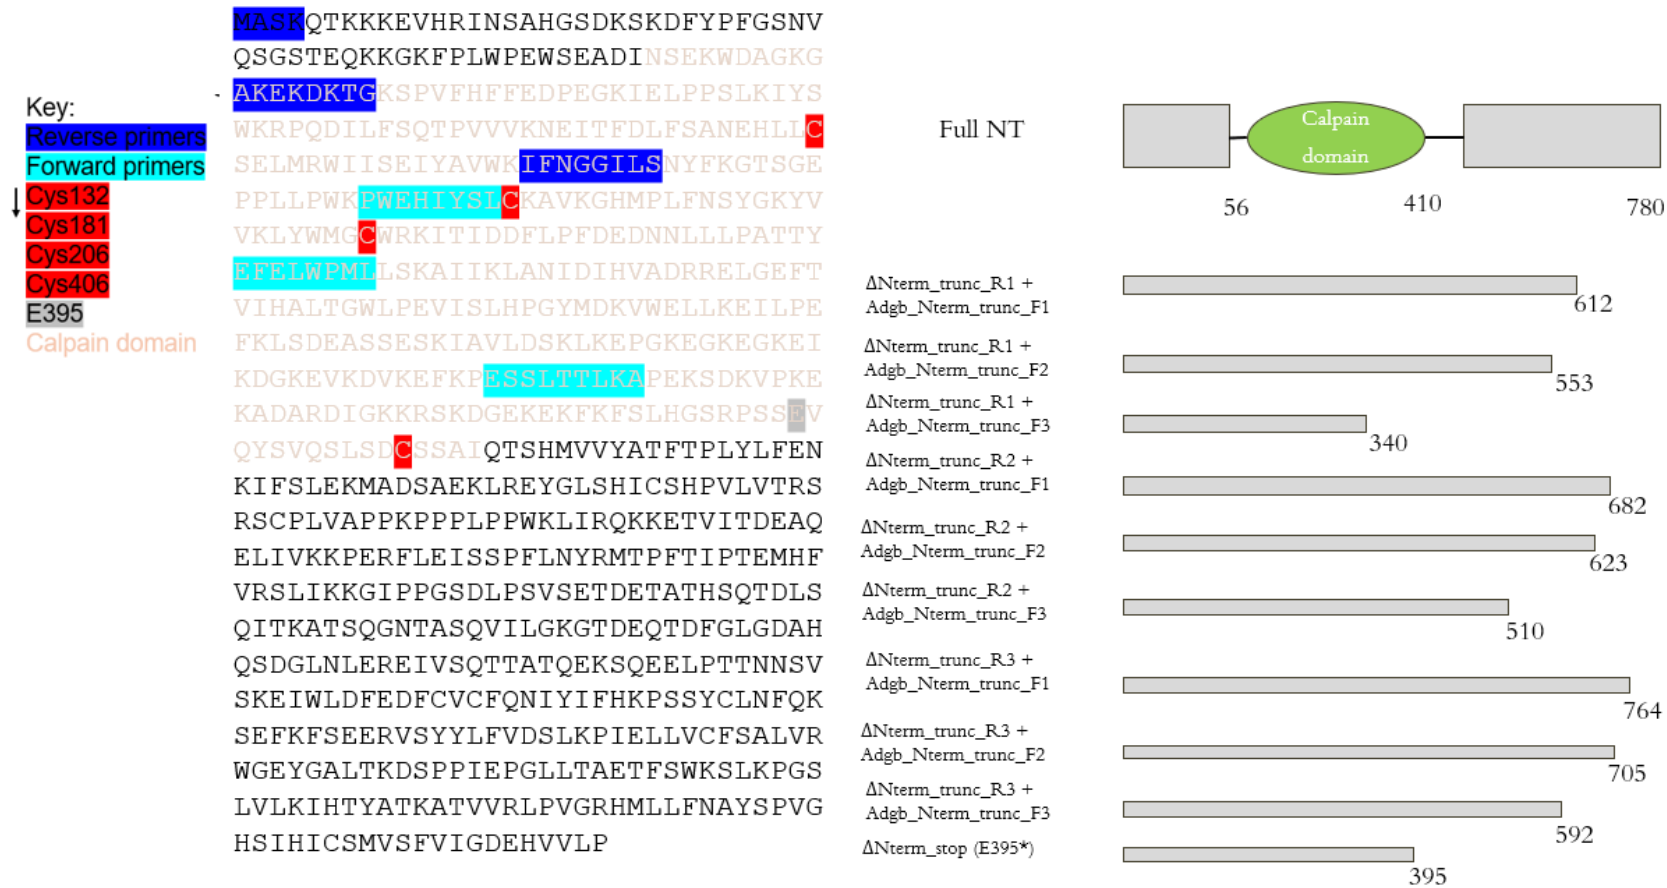 Key:
Reverse primers
Forward primers
Cys132
Cys181
Cys206
Cys406
E395
Calpain domain
MASKQTKKKEVHRINSAHGSDKSKDFYPFGSNV
QSGSTEQKKGKFPLWPEWSEADINSEKWDAGKG
AKEKDKTGKSPVFHFFEDPEGKIELPPSLKIYS
WKRPQDILFSQTPVVVKNEITFDLFSANEHLLC
SELMRWIISEIYAVWKIFNGGILSNYFKGTSGE
PPLLPWKPWEHIYSLCKAVKGHMPLFNSYGKYV
VKLYWMGCWRKITIDDFLPFDEDNNLLLPATTY
EFELWPMLLSKAIIKLANIDIHVADRRELGEFT
VIHALTGWLPEVISLHPGYMDKVWELLKEILPE
FKLSDEASSESKIAVLDSKLKEPGKEGKEGKEI
KDGKEVKDVKEFKPESSLTTLKAPEKSDKVPKE
KADARDIGKKRSKDGEKEKFKFSLHGSRPSSEV
QYSVQSLSDCSSAIQTSHMVVYATFTPLYLFEN
KIFSLEKMADSAEKLREYGLSHICSHPVLVTRS
RSCPLVAPPKPPPLPPWKLIRQKKETVITDEAQ
ELIVKKPERFLEISSPFLNYRMTPFTIPTEMHF
VRSLIKKGIPPGSDLPSVSETDETATHSQTDLS
QITKATSQGNTASQVILGKGTDEQTDFGLGDAH
QSDGLNLEREIVSQTTATQEKSQEELPTTNNSV
SKEIWLDFEDFCVCFQNIYIFHKPSSYCLNFQK
SEFKFSEERVSYYLFVDSLKPIELLVCFSALVR
WGEYGALTKDSPPIEPGLLTAETFSWKSLKPGS
LVLKIHTYATKATVVRLPVGRHMLLFNAYSPVG
HSIHICSMVSFVIGDEHVVLP
Full NT
Calpain
domain
56
410
780
ΔNterm_trunc_R1 +
Adgb_Nterm_trunc_F1
612
ΔNterm_trunc_R1 +
Adgb_Nterm_trunc_F2
553
ΔNterm_trunc_R1 +
Adgb_Nterm_trunc_F3
340
ΔNterm_trunc_R2 +
Adgb_Nterm_trunc_F1
682
ΔNterm_trunc_R2 +
Adgb_Nterm_trunc_F2
623
ΔNterm_trunc_R2 +
Adgb_Nterm_trunc_F3
510
ΔNterm_trunc_R3 +
Adgb_Nterm_trunc_F1
764
ΔNterm_trunc_R3 +
Adgb_Nterm_trunc_F2
705
ΔNterm_trunc_R3 +
Adgb_Nterm_trunc_F3
592
ΔNterm_stop (E395*)
395